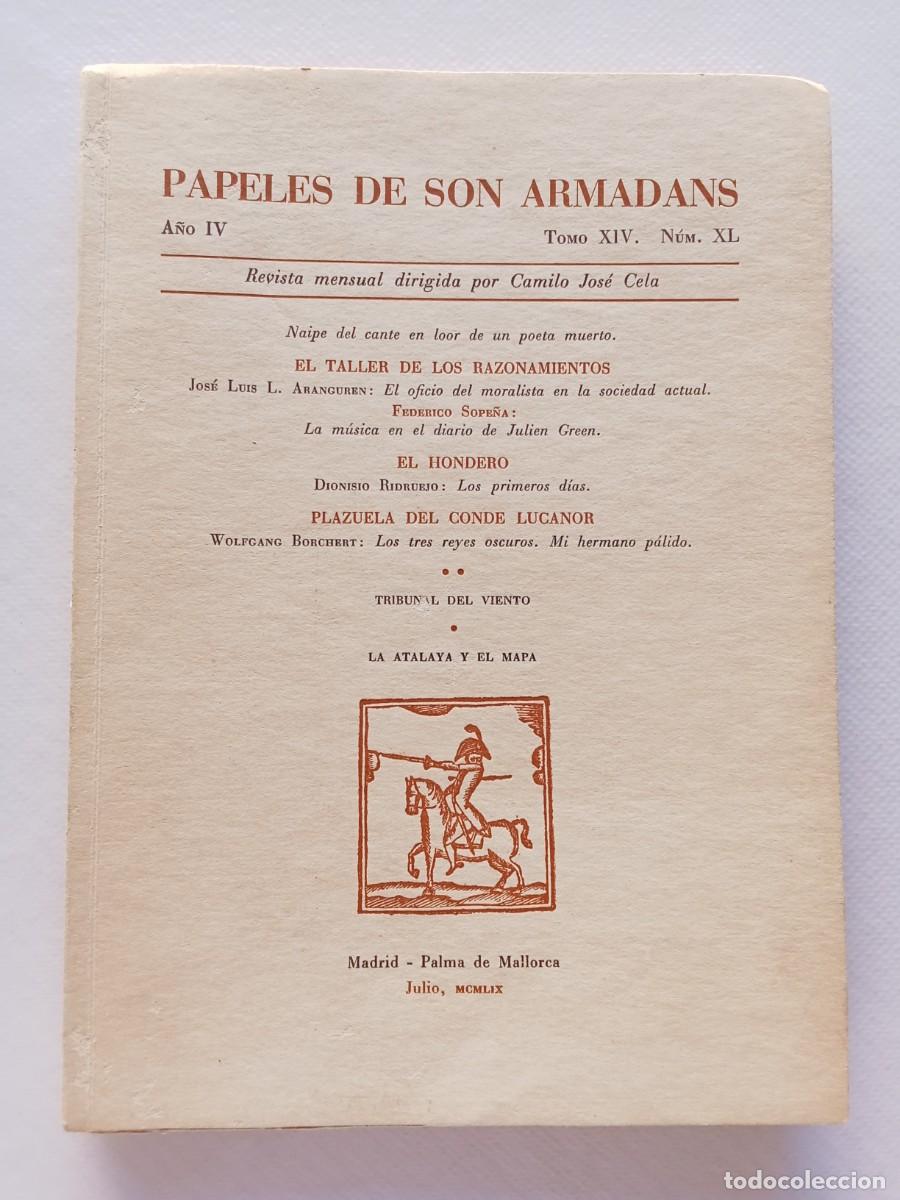 PAPELES DE SON ARMADANS
Año IV Tomo XIV. Núm. XL
Revista mensual dirigida por Camilo José Cela
Naipe del cante en loor de un poeta muerto.
EL TALLER DE LOS RAZONAMIENTOS
José Luis L. Aranguren: El oficio del moralista en la sociedad actual.
Federico Sopeña:
La música en el diario de Julien Green.
EL HONDERO
Dionisio Ridruejo: Los primeros días.
PLAZUELA DEL CONDE LUCANOR
Wolfgang Borchert: Los tres reyes oscuros. Mi hermano pálido.
TRIBUNAL DEL VIENTO
LA ATALAYA Y EL MAPA
Madrid - Palma de Mallorca
Julio, MCMLIX
todocoleccion